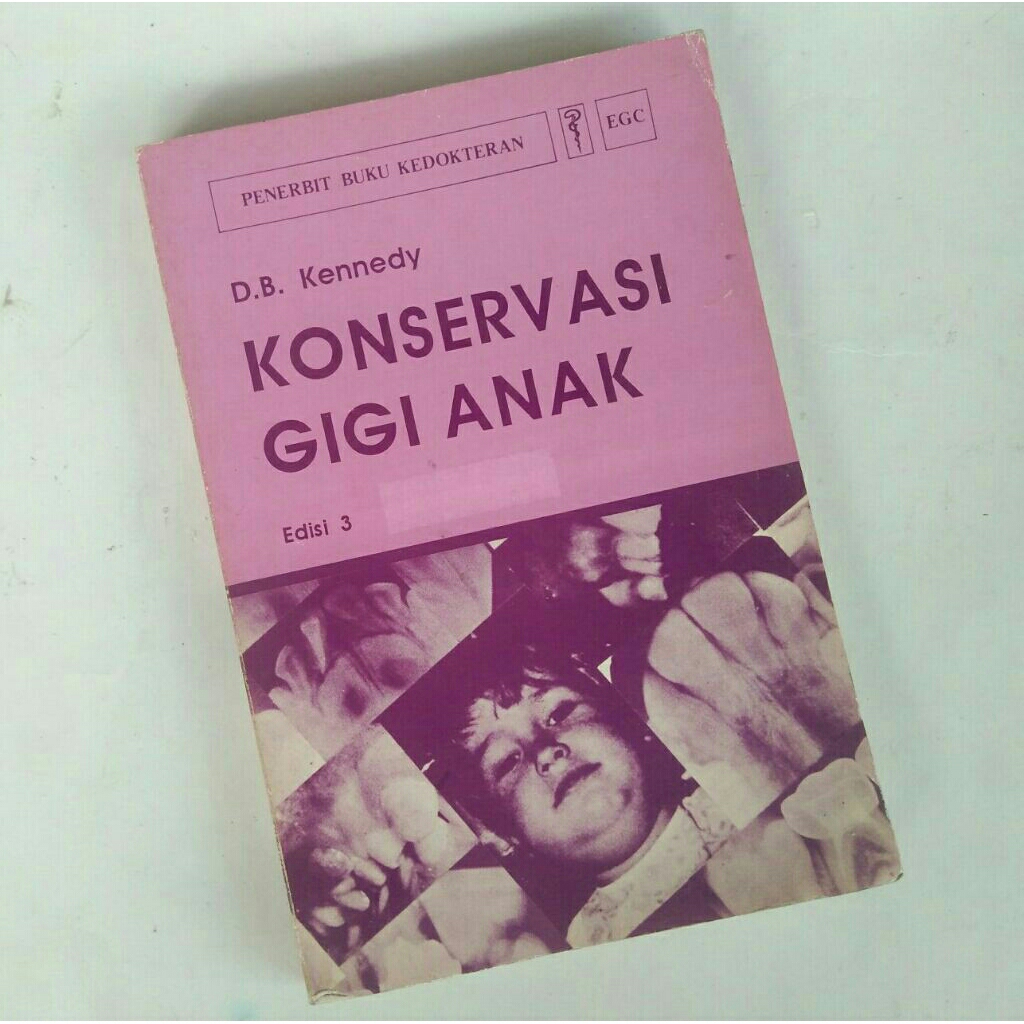 PENERBIT BUKU KEDOKTERAN
EGC
D.B. Kennedy
KONSERVASI
GIGI ANAK
Edisi 3